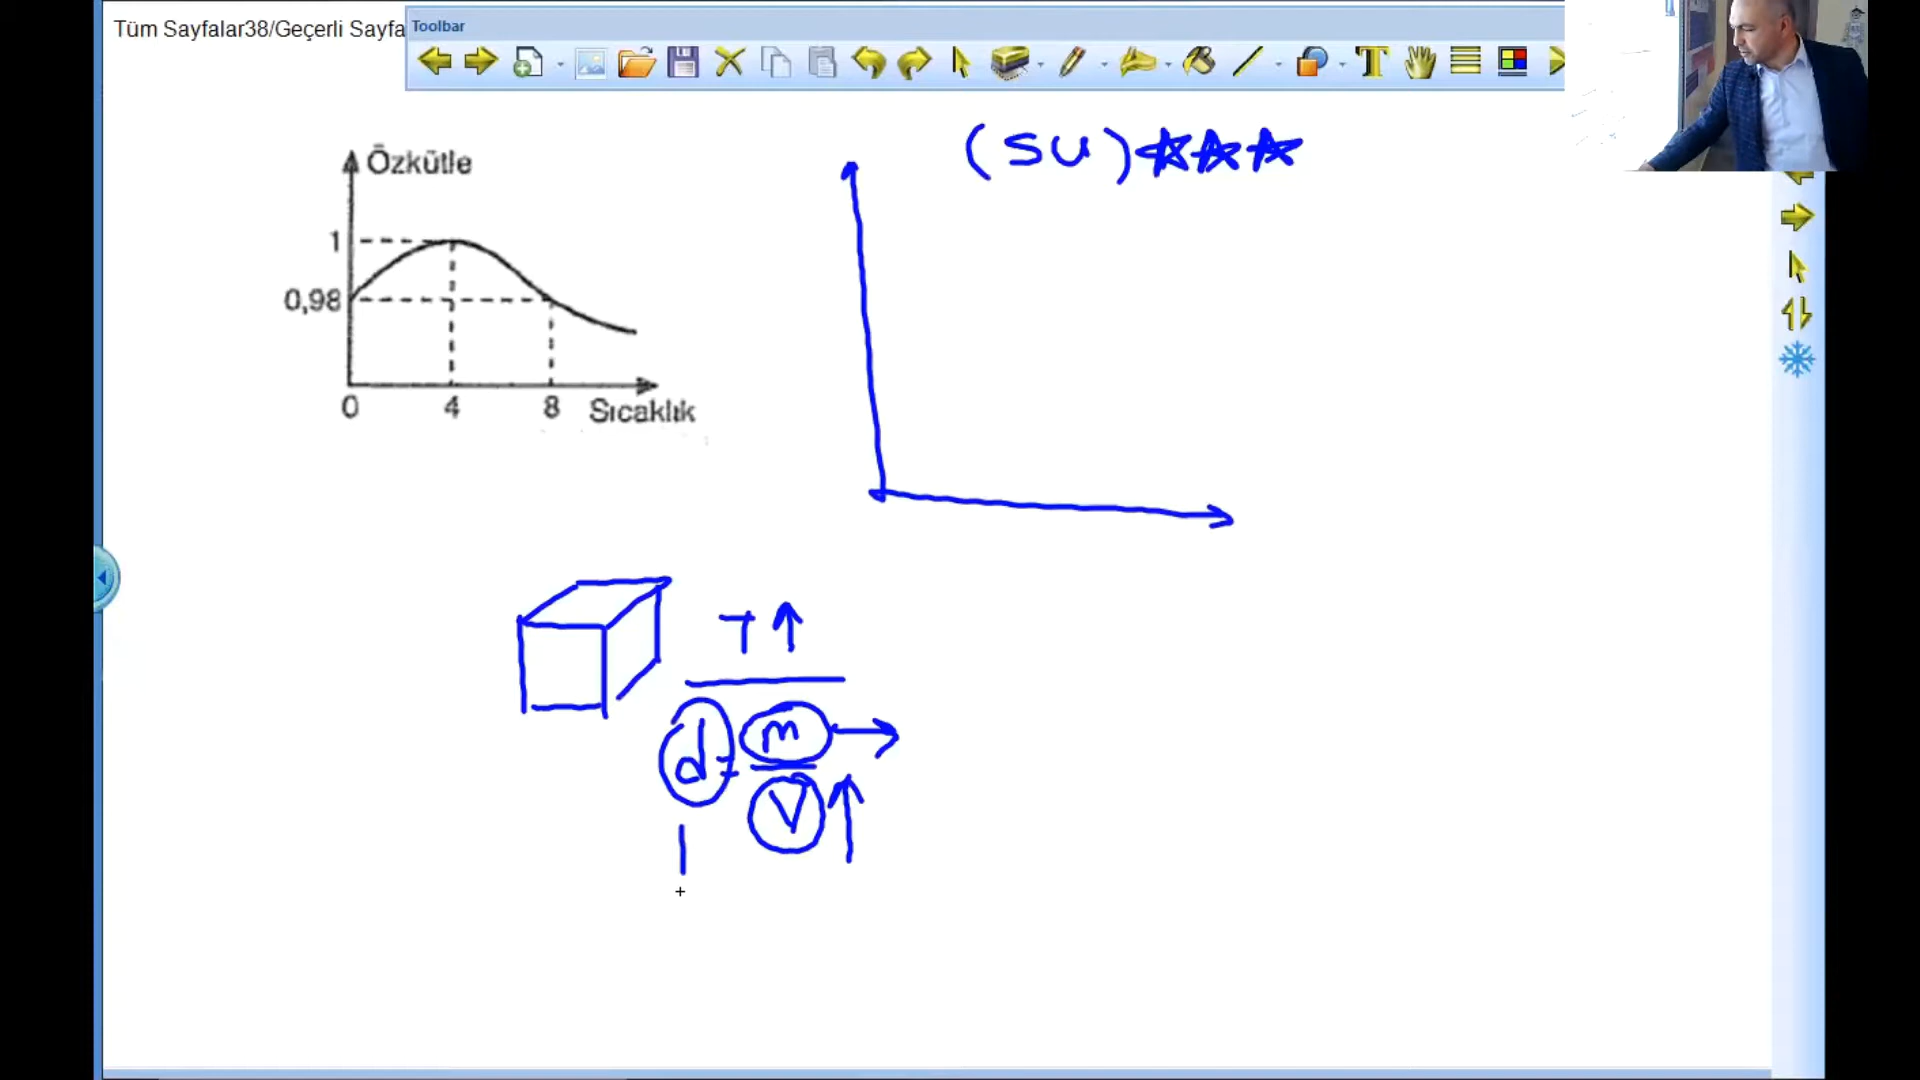 Tüm Sayfalar38/Geçerli Sayfa
Toolbar
T
(SU)
Özkütle
1
0,98
0 4 8 Sıcaklık
T ↑
d = m →
V ↑